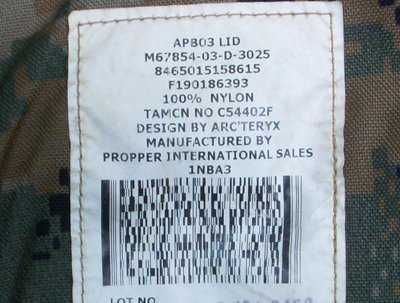 APB03 LID
M67854-03-D-3025
8465015158615
F190186393
100% NYLON
TAMCN NO C54402F
DESIGN BY ARC'TERYX
MANUFACTURED BY
PROPPER INTERNATIONAL SALES
1NBA3
LOT NO